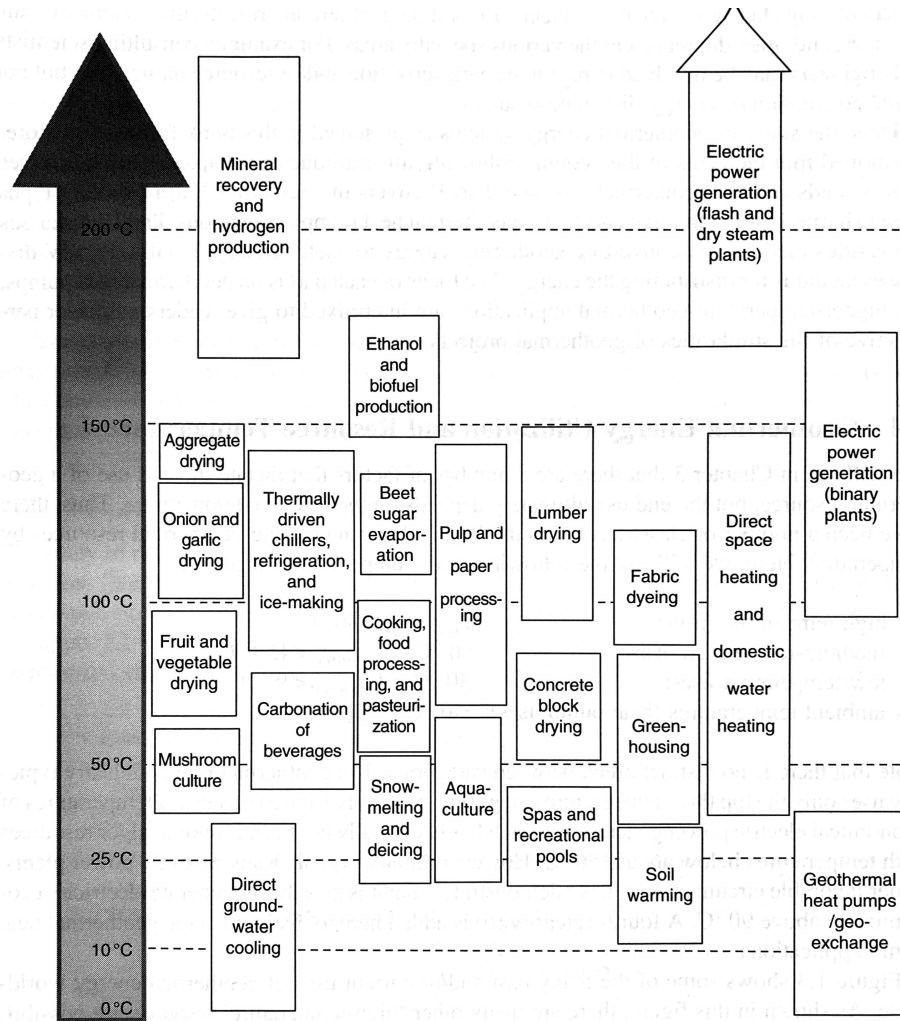 Mineral
recovery
and
hydrogen
production
Electric
power
generation
(flash and
dry steam
plants)
200 °C
Ethanol
and
biofuel
production
150 °C
Aggregate
drying
Electric
power
generation
(binary
plants)
Onion and
garlic
drying
Thermally
driven
chillers,
refrigeration,
and
ice-making
Beet
sugar
evapor-
ation
Pulp and
paper
process-
ing
Lumber
drying
Fabric
dyeing
Direct
space
heating
and
domestic
water
heating
100 °C
Fruit and
vegetable
drying
Cooking,
food
process-
ing, and
pasteuri-
zation
Carbonation
of
beverages
Concrete
block
drying
Green-
housing
50 °C
Mushroom
culture
Snow-
melting
and
deicing
Aqua-
culture
Spas and
recreational
pools
25 °C
Direct
ground-
water
cooling
Soil
warming
Geothermal
heat pumps
/geo-
exchange
10 °C
0 °C